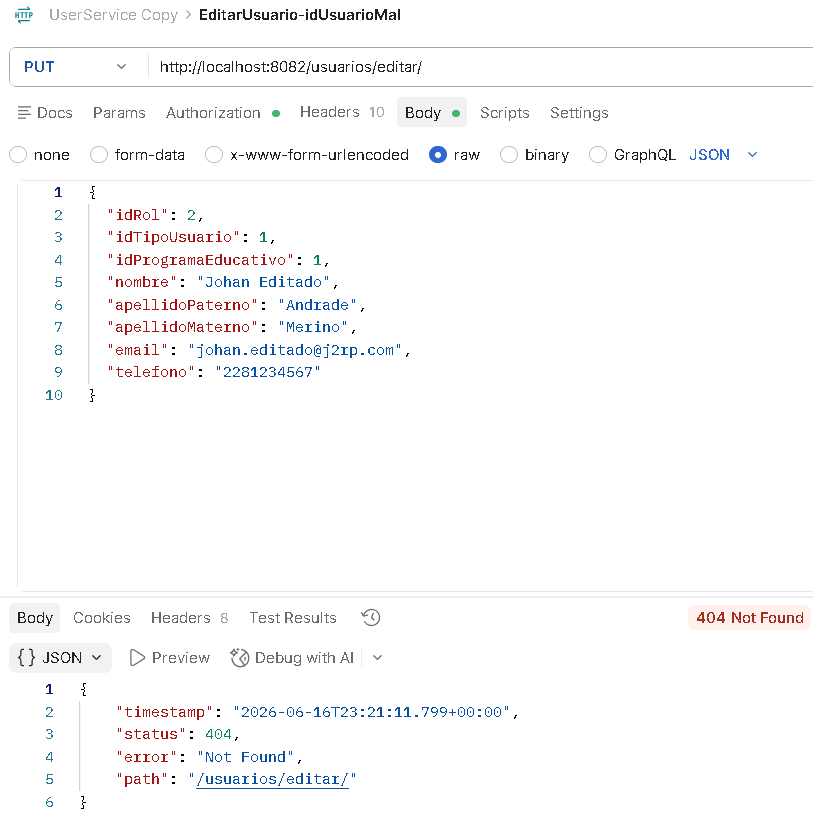 HTTP UserService Copy > EditarUsuario-idUsuarioMal
PUT http://localhost:8082/usuarios/editar/
Docs Params Authorization Headers 10 Body Scripts Settings
none form-data x-www-form-urlencoded raw binary GraphQL JSON
1 {
2 "idRol": 2,
3 "idTipoUsuario": 1,
4 "idProgramaEducativo": 1,
5 "nombre": "Johan Editado",
6 "apellidoPaterno": "Andrade",
7 "apellidoMaterno": "Merino",
8 "email": "johan.editado@j2rp.com",
9 "telefono": "2281234567"
10 }
Body Cookies Headers 8 Test Results 404 Not Found
{} JSON Preview Debug with AI
1 {
2 "timestamp": "2026-06-16T23:21:11.799+00:00",
3 "status": 404,
4 "error": "Not Found",
5 "path": "/usuarios/editar/"
6 }